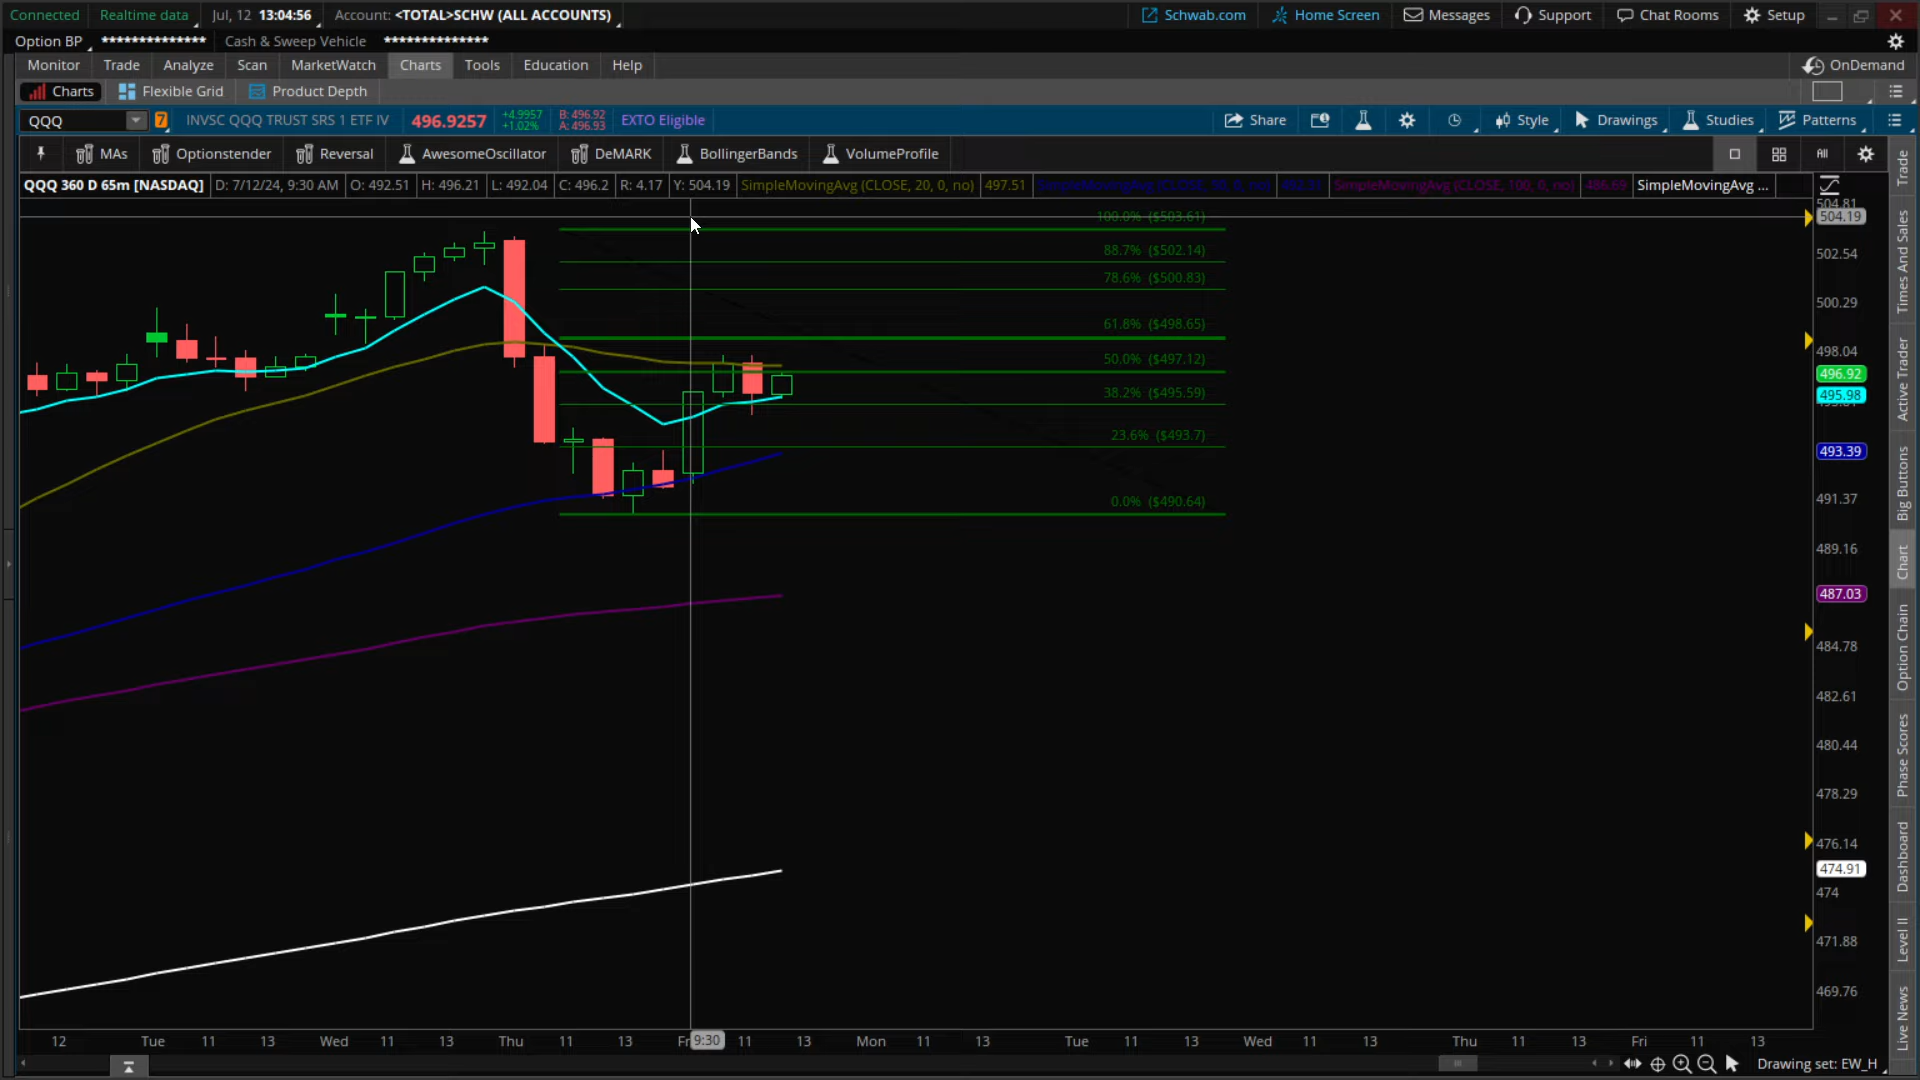 Connected Realtime data Jul, 12 13:04:56 Account: <TOTAL>SCHW (ALL ACCOUNTS) Schwab.com Home Screen Messages Support Chat Rooms Setup
Option BP ************** Cash & Sweep Vehicle **************
Monitor Trade Analyze Scan MarketWatch Charts Tools Education Help OnDemand
Charts Flexible Grid Product Depth
QQQ 7 INVSC QQQ TRUST SRS 1 ETF IV 496.9257 +4.9957 +1.02% B: 496.92 A: 496.93 EXTO Eligible Share Style Drawings Studies Patterns
MAs Optionstender Reversal AwesomeOscillator DeMARK BollingerBands VolumeProfile All
QQQ 360 D 65m [NASDAQ] D: 7/12/24, 9:30 AM O: 492.51 H: 496.21 L: 492.04 C: 496.2 R: 4.17 Y: 504.19 SimpleMovingAvg (CLOSE, 20, 0, no) 497.51 SimpleMovingAvg (CLOSE, 100, 0, no) 486.69 SimpleMovingAvg ...
504.81
504.19
502.54
500.29
498.04
496.92
495.98
493.39
491.37
489.16
487.03
484.78
482.61
480.44
478.29
476.14
474.91
474
471.88
469.76
100.0% ($503.61)
88.7% ($502.14)
78.6% ($500.83)
61.8% ($498.65)
50.0% ($497.12)
38.2% ($495.59)
23.6% ($493.7)
0.0% ($490.64)
12 Tue 11 13 Wed 11 13 Thu 11 13 Fr 9:30 11 13 Mon 11 13 Tue 11 13 Wed 11 13 Thu 11 13 Fri 11 13
Drawing set: EW_H
Trade
Times And Sales
Active Trader
Big Buttons
Chart
Option Chain
Phase Scores
Dashboard
Level II
Live News